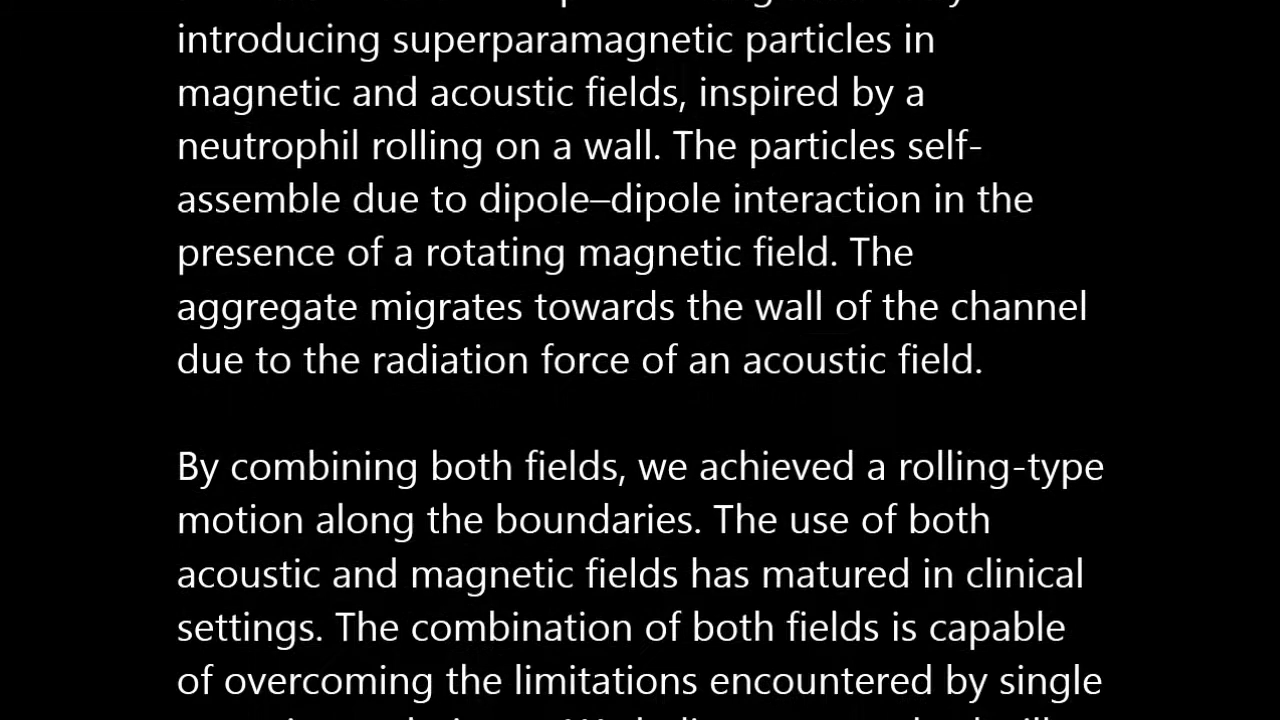 introducing superparamagnetic particles in
magnetic and acoustic fields, inspired by a
neutrophil rolling on a wall. The particles self-
assemble due to dipole–dipole interaction in the
presence of a rotating magnetic field. The
aggregate migrates towards the wall of the channel
due to the radiation force of an acoustic field.
By combining both fields, we achieved a rolling-type
motion along the boundaries. The use of both
acoustic and magnetic fields has matured in clinical
settings. The combination of both fields is capable
of overcoming the limitations encountered by single